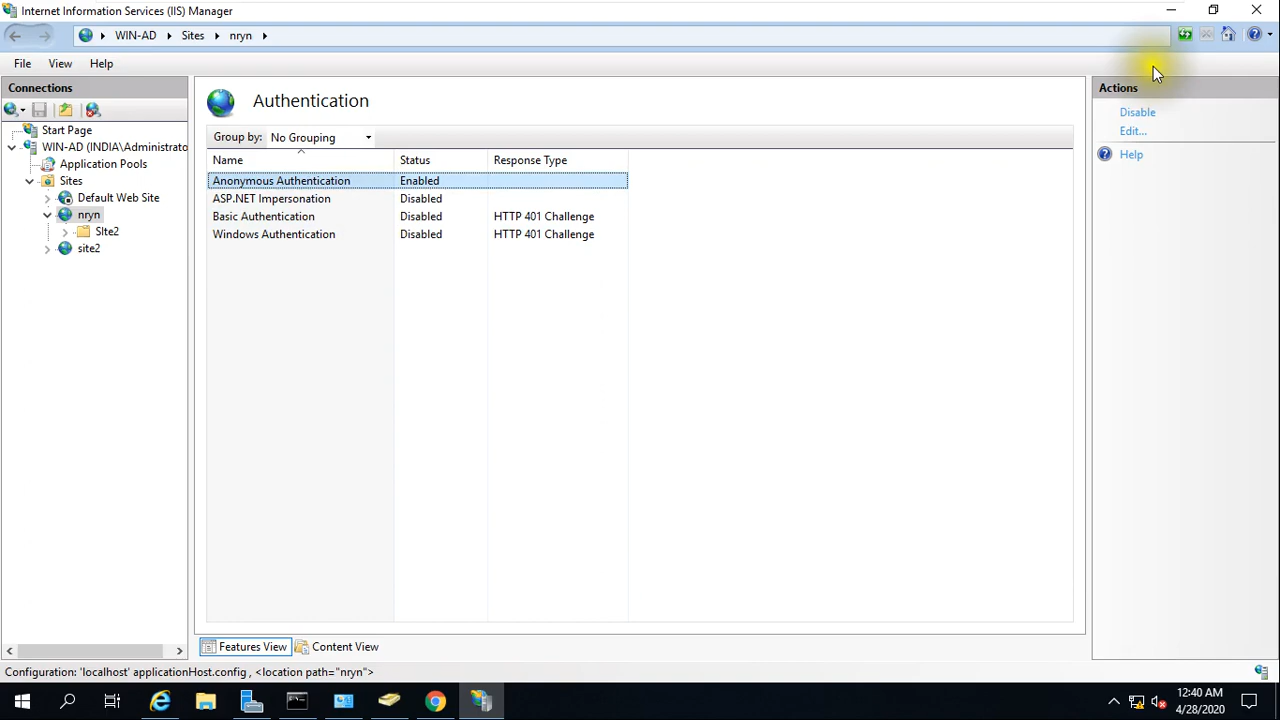 Internet Information Services (IIS) Manager
WIN-AD Sites nryn
File View Help
Connections
Start Page
WIN-AD (INDIA\Administrato
Application Pools
Sites
Default Web Site
nryn
SIte2
site2
Authentication
Group by: No Grouping
Name Status Response Type
Anonymous Authentication Enabled
ASP.NET Impersonation Disabled
Basic Authentication Disabled HTTP 401 Challenge
Windows Authentication Disabled HTTP 401 Challenge
Features View Content View
Actions
Disable
Edit...
Help
Configuration: 'localhost' applicationHost.config , <location path="nryn">
12:40 AM
4/28/2020